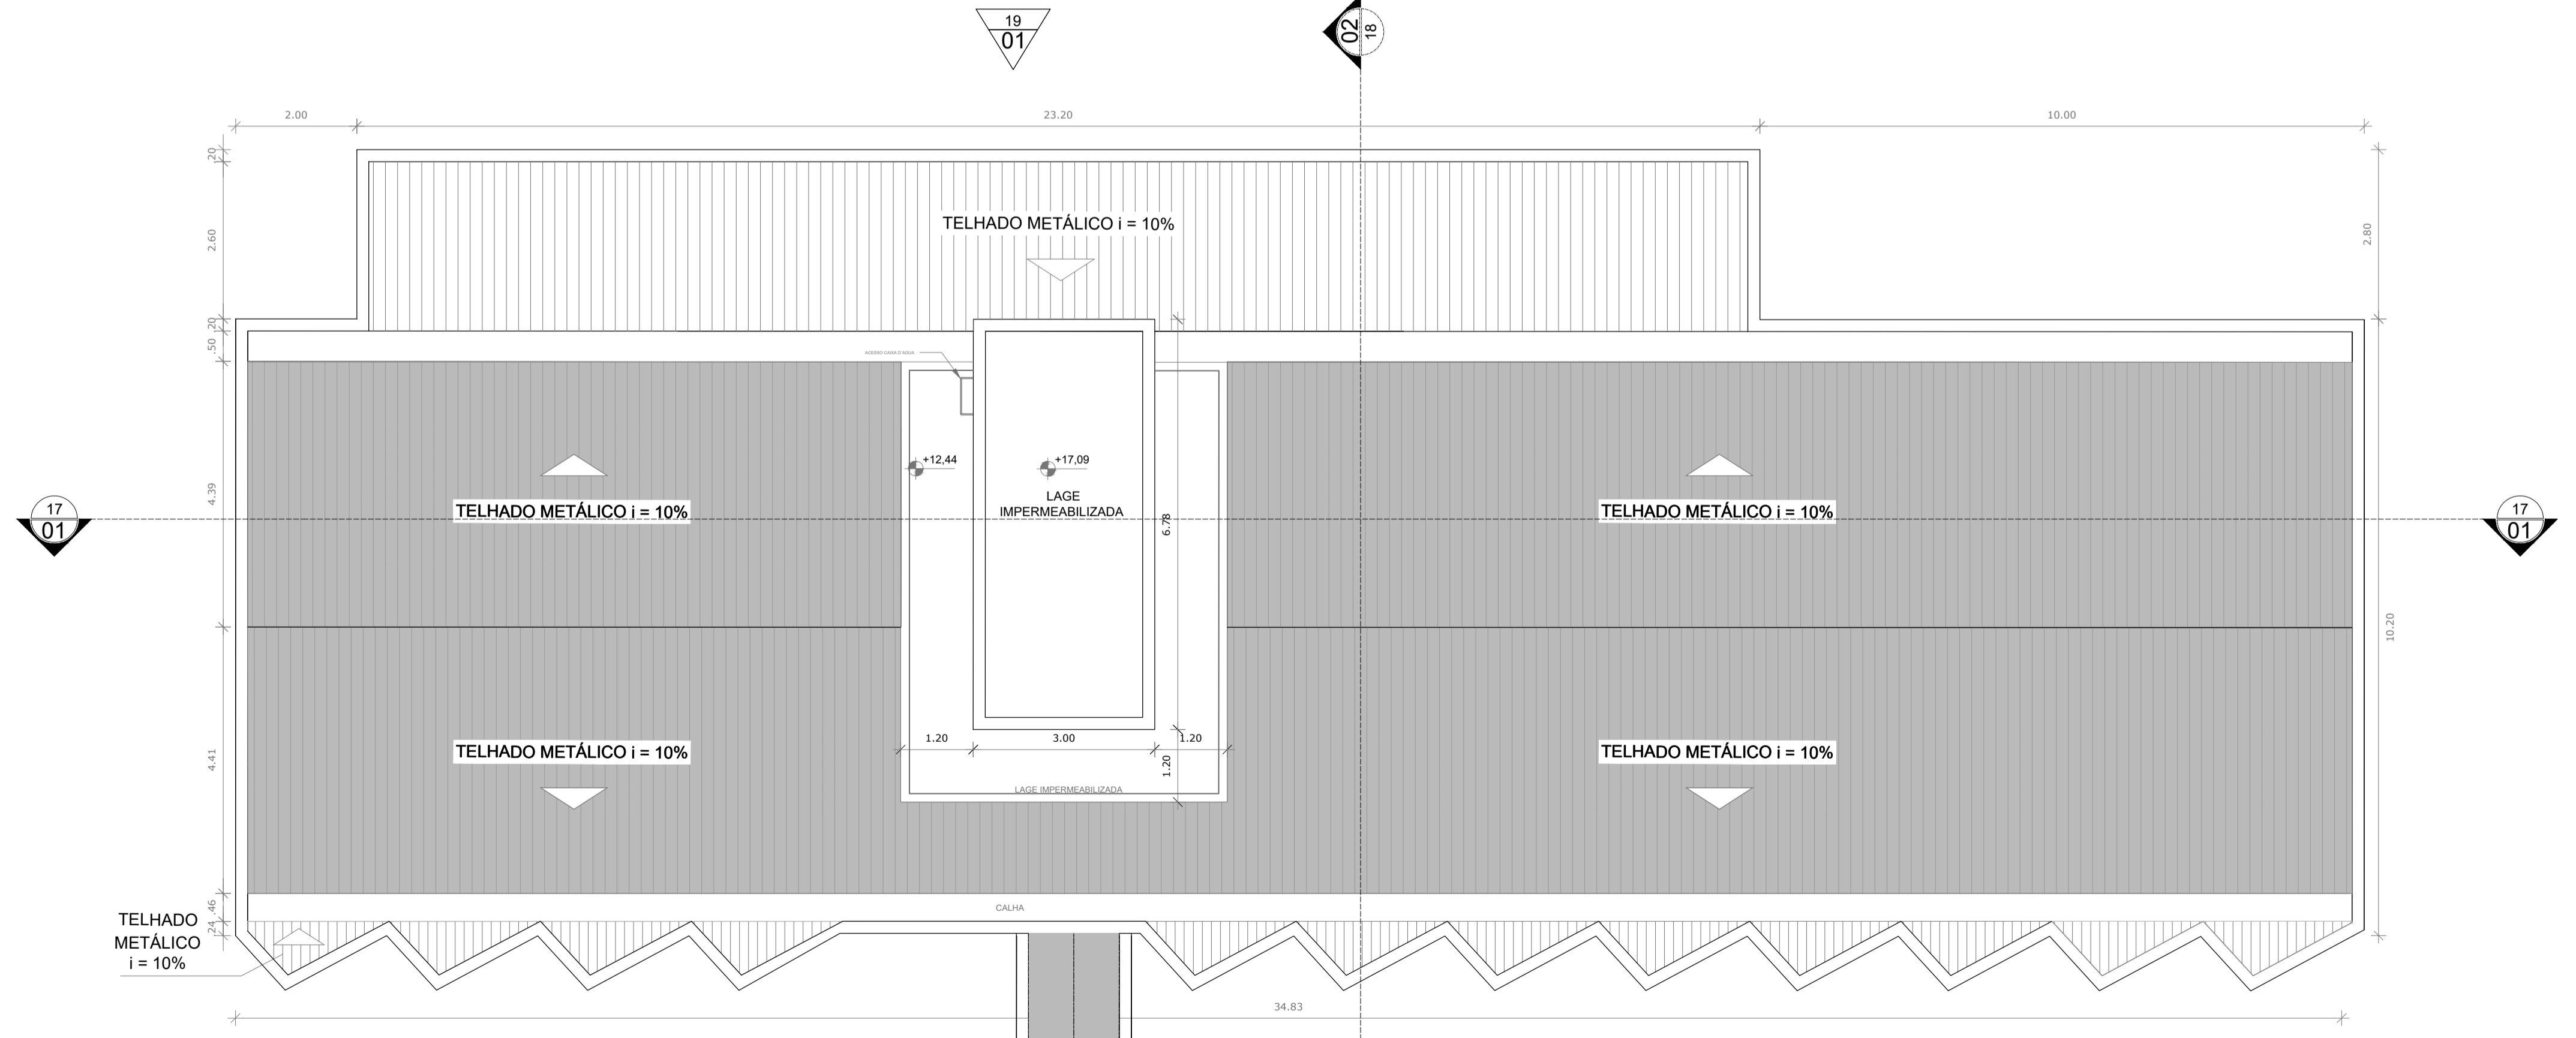 19
01
02
18
2.00
23.20
10.00
20
2.60
20
.50
4.39
4.41
.46
24
2.80
10.20
TELHADO METÁLICO i = 10%
ACESSO CAIXA D'AGUA
+12,44
+17,09
LAGE
IMPERMEABILIZADA
6.78
TELHADO METÁLICO i = 10%
TELHADO METÁLICO i = 10%
17
01
17
01
1.20
3.00
1.20
1.20
TELHADO METÁLICO i = 10%
TELHADO METÁLICO i = 10%
LAGE IMPERMEABILIZADA
CALHA
TELHADO
METÁLICO
i = 10%
34.83